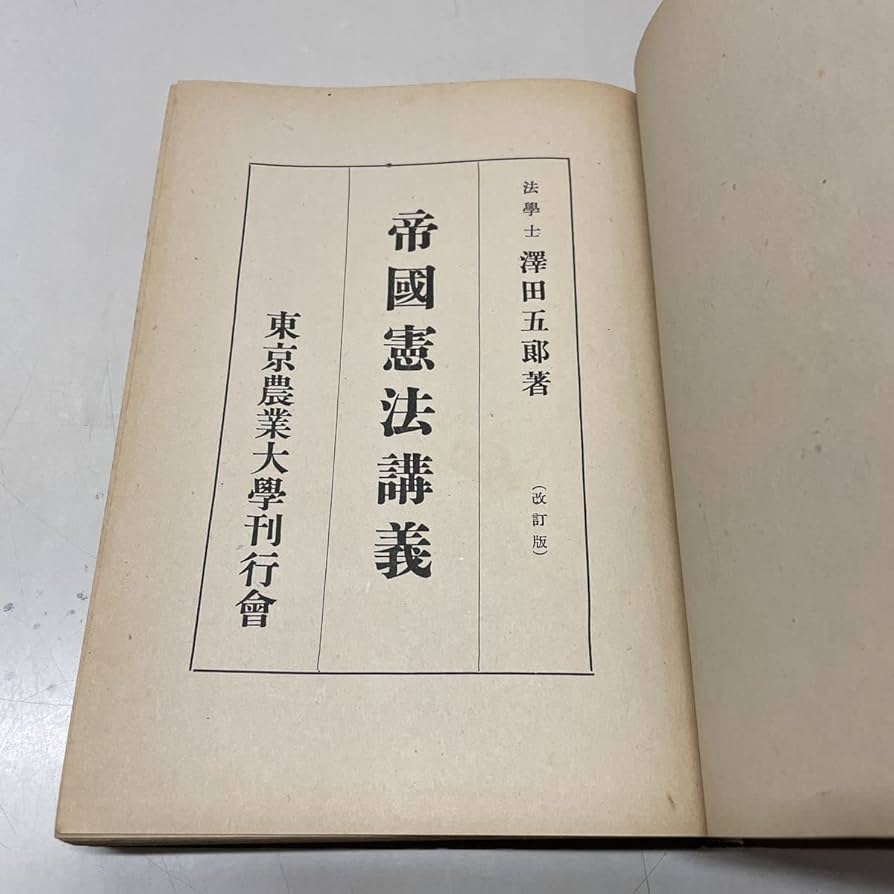 法學士 澤田五郎著 （改訂版）
帝國憲法講義
東京農業大學刊行會